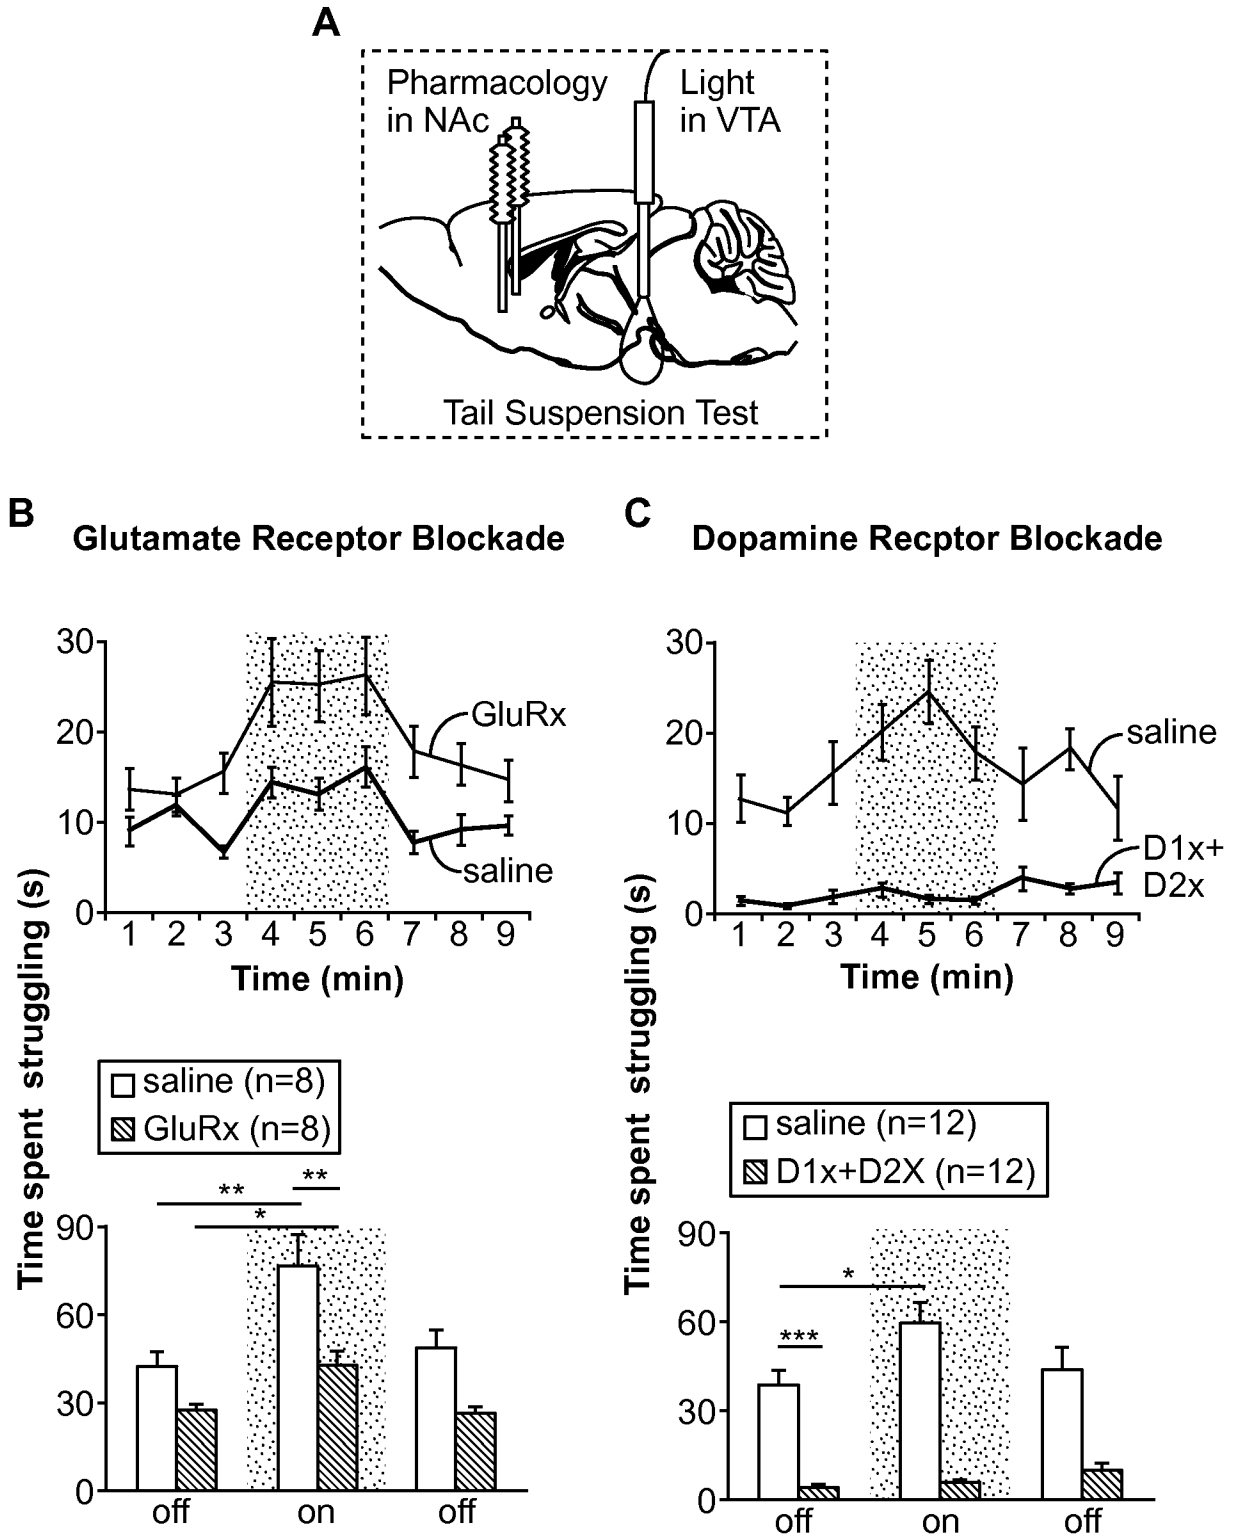 A
Pharmacology
in NAc
Light
in VTA
Tail Suspension Test
B
Glutamate Receptor Blockade
30
20
10
0
GluRx
saline
1 2 3 4 5 6 7 8 9
Time (min)
Time spent struggling (s)
saline (n=8)
GluRx (n=8)
**
**
*
90
60
30
0
off on off
C
Dopamine Recptor Blockade
30
20
10
0
saline
D1x+
D2x
1 2 3 4 5 6 7 8 9
Time (min)
Time spent struggling (s)
saline (n=12)
D1x+D2X (n=12)
*
***
90
60
30
0
off on off